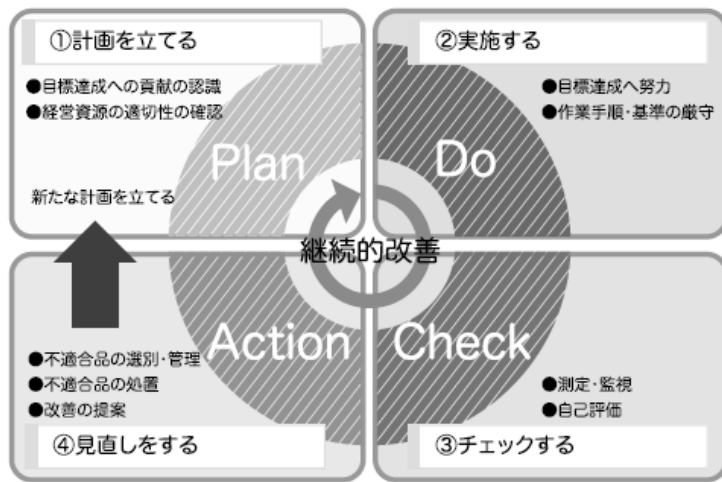 ①計画を立てる
●目標達成への貢献の認識
●経営資源の適切性の確認
Plan
新たな計画を立てる
②実施する
●目標達成へ努力
●作業手順・基準の厳守
Do
継続的改善
Action
●不適合品の選別・管理
●不適合品の処置
●改善の提案
④見直しをする
Check
●測定・監視
●自己評価
③チェックする